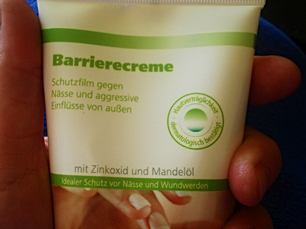 Barrierecreme
Schutzfilm gegen
Nässe und aggressive
Einflüsse von außen
Hautverträglichkeit
dermatologisch bestätigt
mit Zinkoxid und Mandelöl
Idealer Schutz vor Nässe und Wundwerden